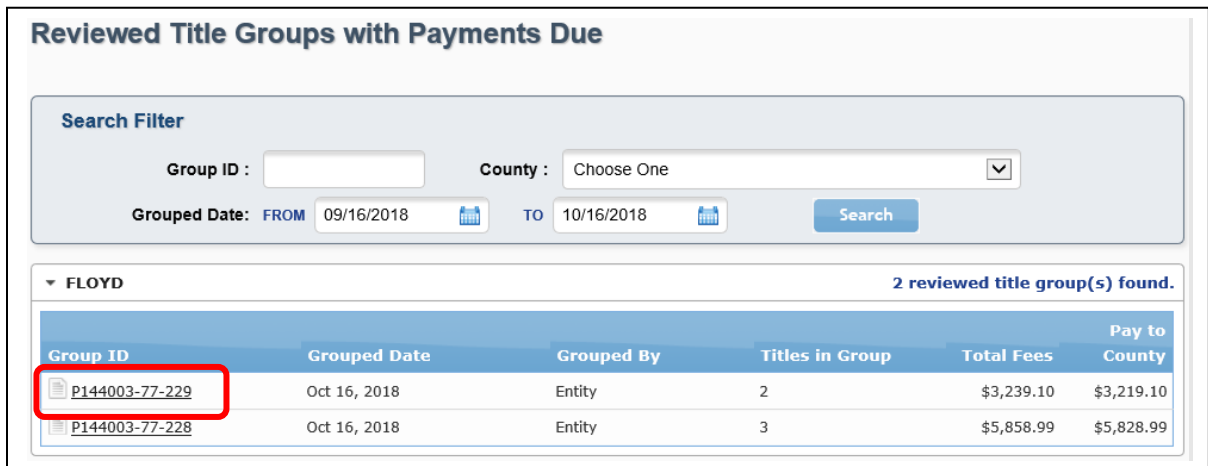 Reviewed Title Groups with Payments Due
Search Filter
Group ID : County : Choose One
Grouped Date: FROM 09/16/2018 TO 10/16/2018 Search
FLOYD 2 reviewed title group(s) found.
Group ID Grouped Date Grouped By Titles in Group Total Fees Pay to County
P144003-77-229 Oct 16, 2018 Entity 2 $3,239.10 $3,219.10
P144003-77-228 Oct 16, 2018 Entity 3 $5,858.99 $5,828.99